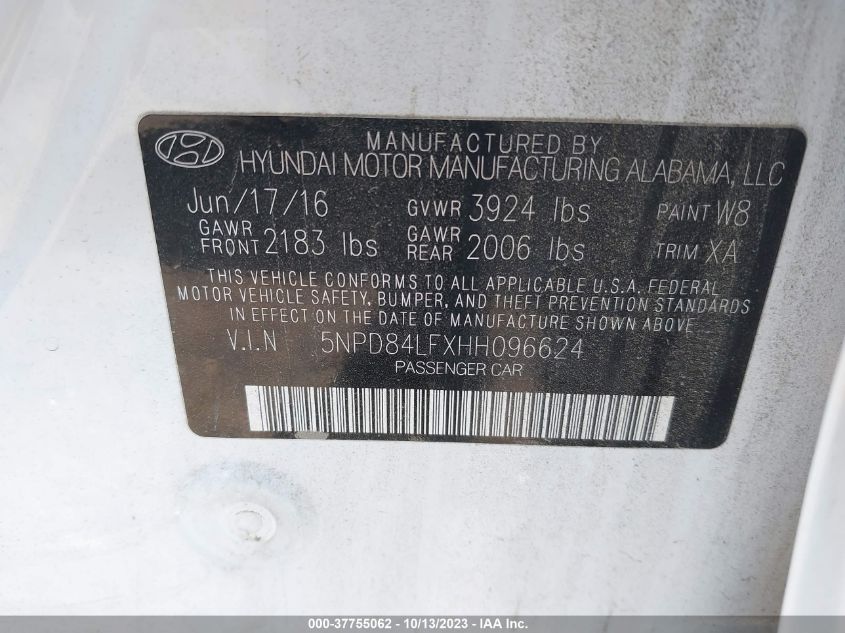 MANUFACTURED BY
HYUNDAI MOTOR MANUFACTURING ALABAMA, LLC
Jun/17/16 GVWR 3924 lbs PAINT W8
GAWR FRONT 2183 lbs GAWR REAR 2006 lbs TRIM XA
THIS VEHICLE CONFORMS TO ALL APPLICABLE U.S.A. FEDERAL
MOTOR VEHICLE SAFETY, BUMPER, AND THEFT PREVENTION STANDARDS
IN EFFECT ON THE DATE OF MANUFACTURE SHOWN ABOVE
V.I.N 5NPD84LFXHH096624
PASSENGER CAR
000-37755062 - 10/13/2023 - IAA Inc.